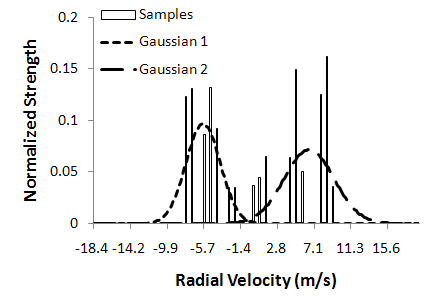 0.2
Samples
Gaussian 1
Gaussian 2
0.15
0.1
0.05
0
-18.4 -14.2 -9.9 -5.7 -1.4 2.8 7.1 11.3 15.6
Normalized Strength
Radial Velocity (m/s)